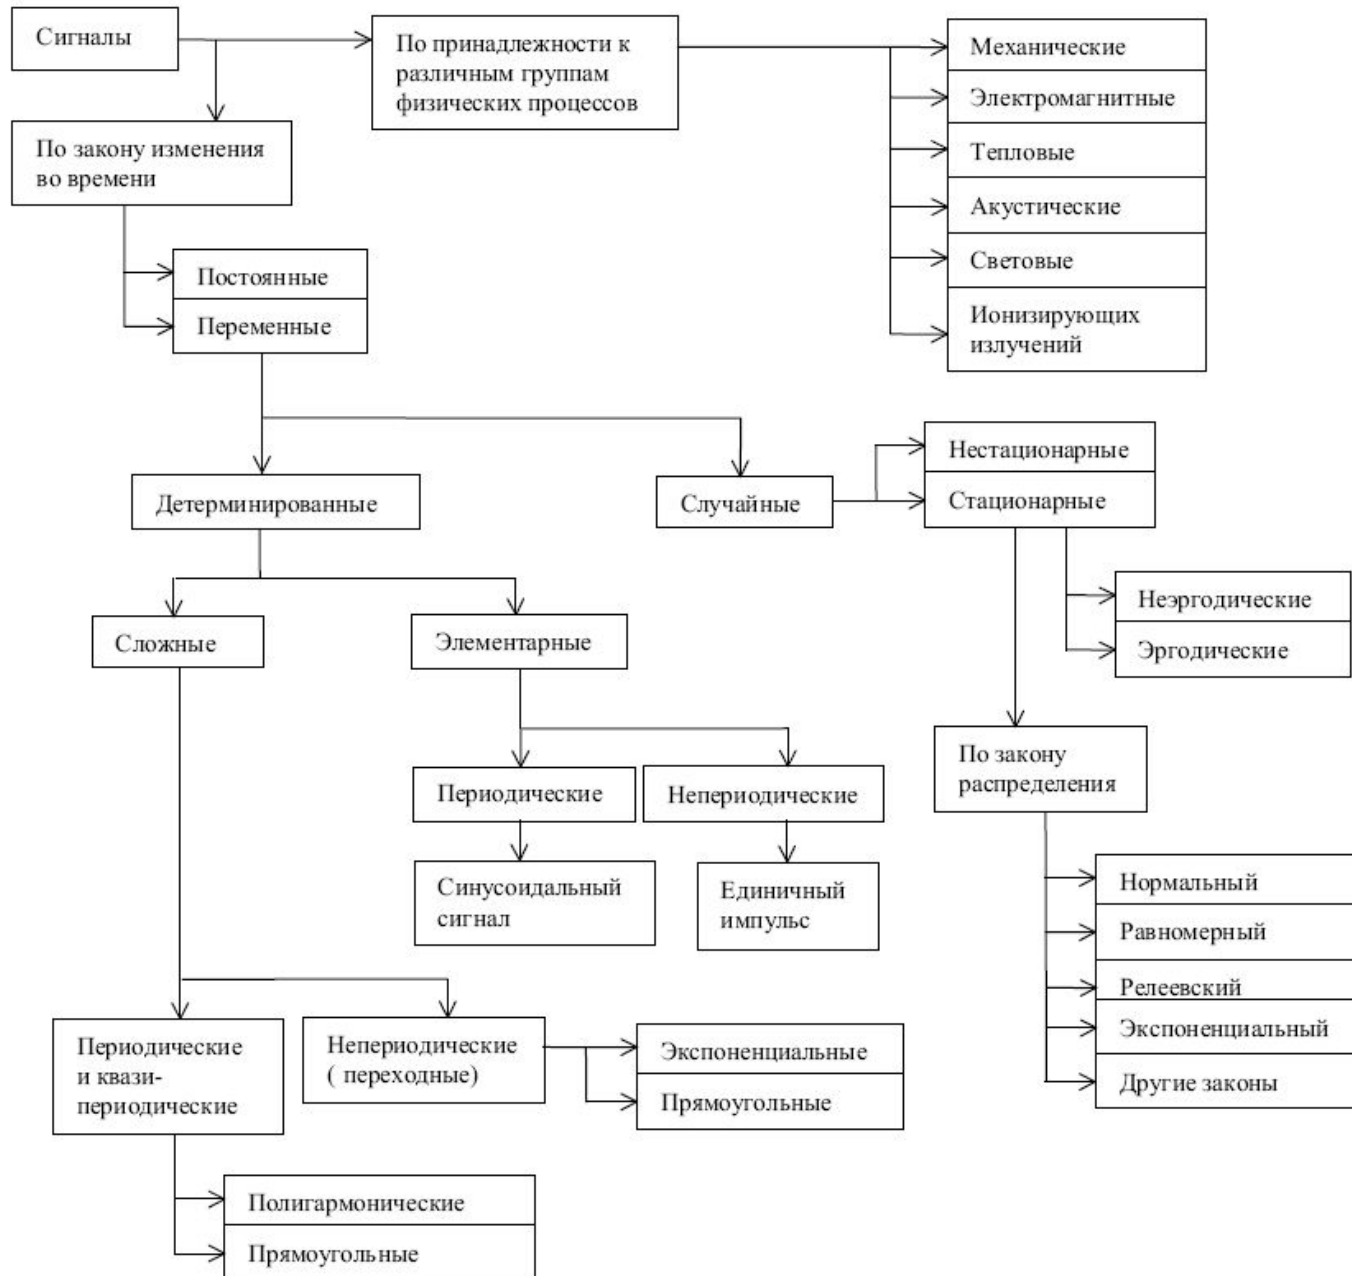 Сигналы
По принадлежности к
различным группам
физических процессов
Механические
Электромагнитные
Тепловые
Акустические
Световые
Ионизирующих
излучений
По закону изменения
во времени
Постоянные
Переменные
Детерминированные
Случайные
Нестационарные
Стационарные
Неэргодические
Эргодические
Сложные
Элементарные
По закону
распределения
Периодические
Непериодические
Синусоидальный
сигнал
Единичный
импульс
Нормальный
Равномерный
Релеевский
Экспоненциальный
Другие законы
Периодические
и квази-
периодические
Непериодические
( переходные)
Экспоненциальные
Прямоугольные
Полигармонические
Прямоугольные